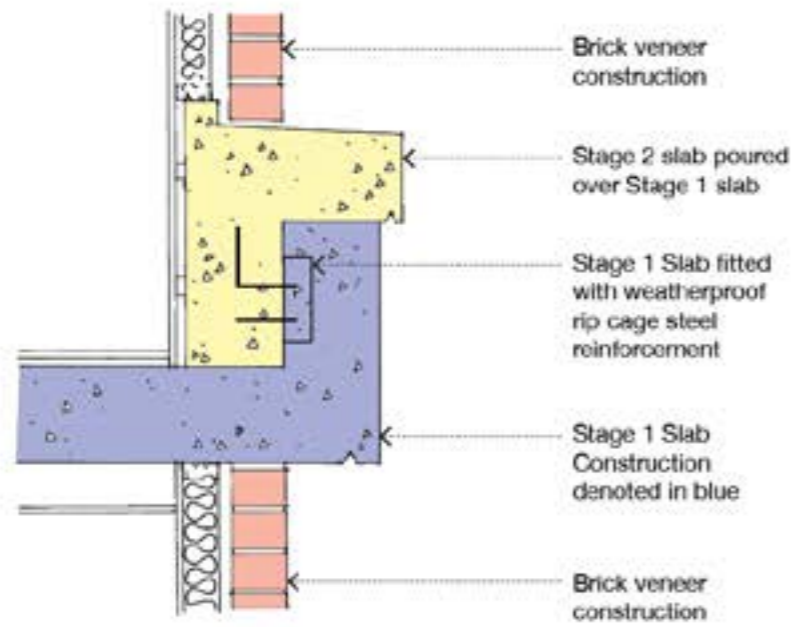 Brick veneer
construction
Stage 2 slab poured
over Stage 1 slab
Stage 1 Slab fitted
with weatherproof
rip cage steel
reinforcement
Stage 1 Slab
Construction
denoted in blue
Brick veneer
construction